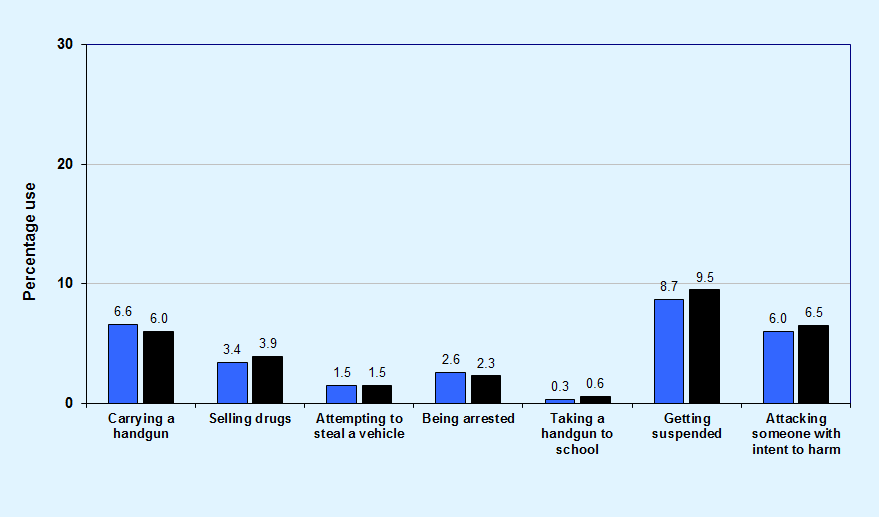 30
20
10
0
Percentage use
6.6 6.0
3.4 3.9
1.5 1.5
2.6 2.3
0.3 0.6
8.7 9.5
6.0 6.5
Carrying a
handgun
Selling drugs
Attempting to
steal a vehicle
Being arrested
Taking a
handgun to
school
Getting
suspended
Attacking
someone with
intent to harm